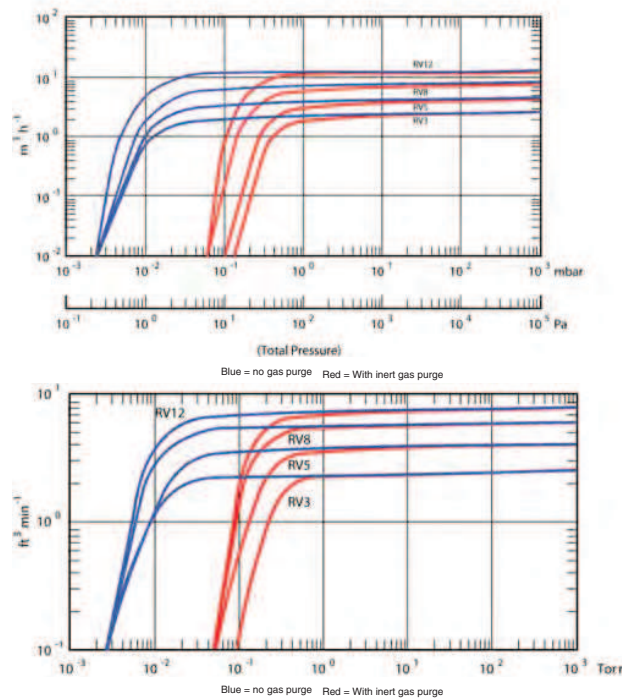 10²
10¹
m³h⁻¹
10⁰
10⁻¹
10⁻²
RV12
RV8
RV5
RV3
10⁻³ 10⁻² 10⁻¹ 10⁰ 10¹ 10² 10³ mbar
10⁻¹ 10⁰ 10¹ 10² 10³ 10⁴ 10⁵ Pa
(Total Pressure)
Blue = no gas purge Red = With inert gas purge
10¹
RV12
RV8
RV5
RV3
ft³ min⁻¹
10⁰
10⁻¹
10⁻³ 10⁻² 10⁻¹ 10⁰ 10¹ 10² 10³ Torr
Blue = no gas purge Red = With inert gas purge